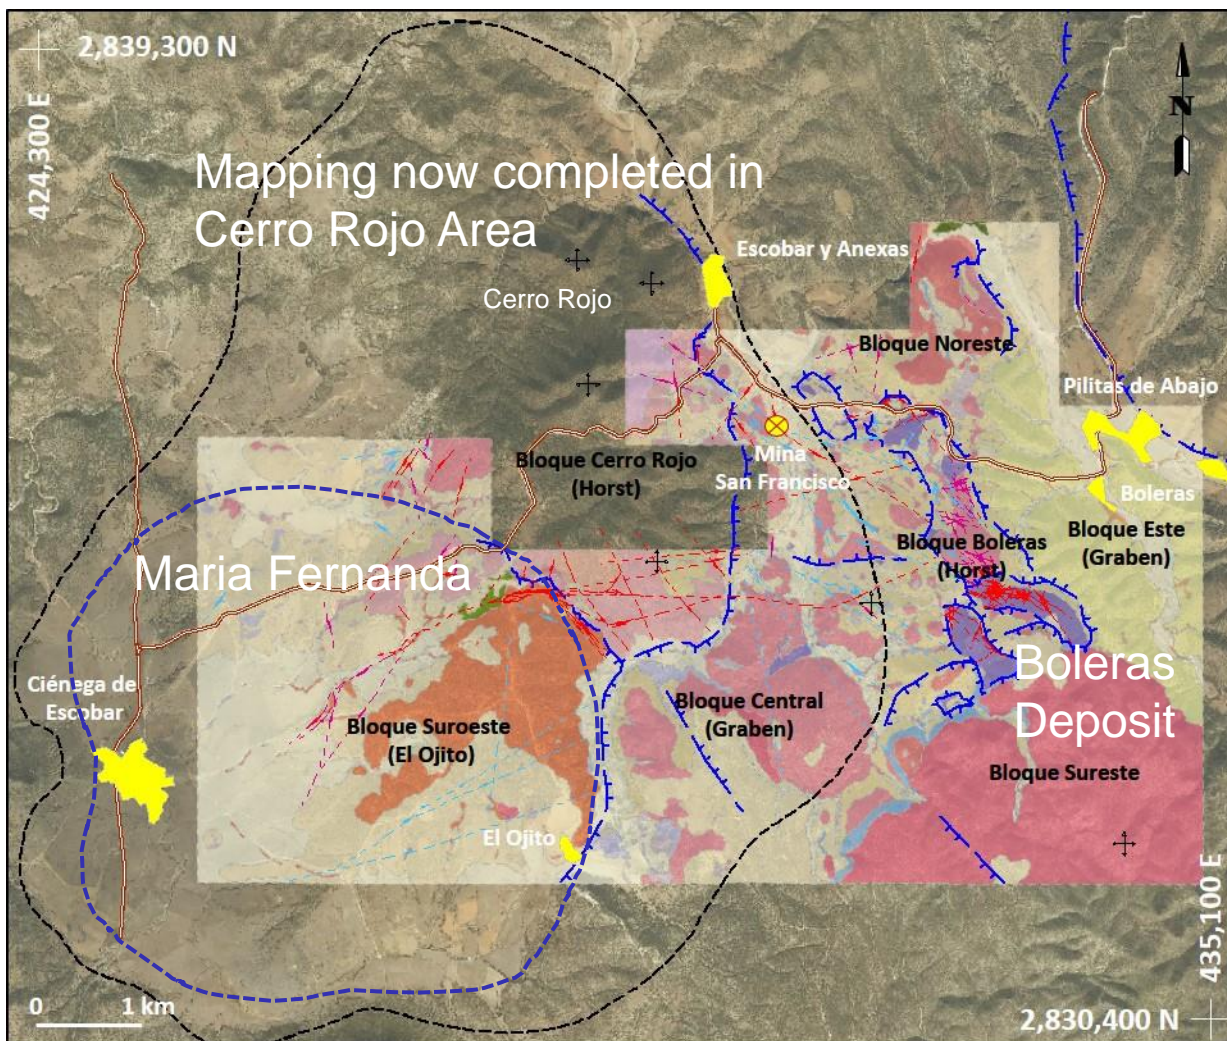 2,839,300 N
424,300 E
N
Mapping now completed in
Cerro Rojo Area
Escobar y Anexas
Cerro Rojo
Bloque Noreste
Pilitas de Abajo
Bloque Cerro Rojo
(Horst)
Mina
San Francisco
Boleras
Bloque Este
(Graben)
Bloque Boleras
(Horst)
Maria Fernanda
Ciénega de
Escobar
Bloque Suroeste
(El Ojito)
Bloque Central
(Graben)
Boleras
Deposit
Bloque Sureste
El Ojito
435,100 E
0 1 km
2,830,400 N